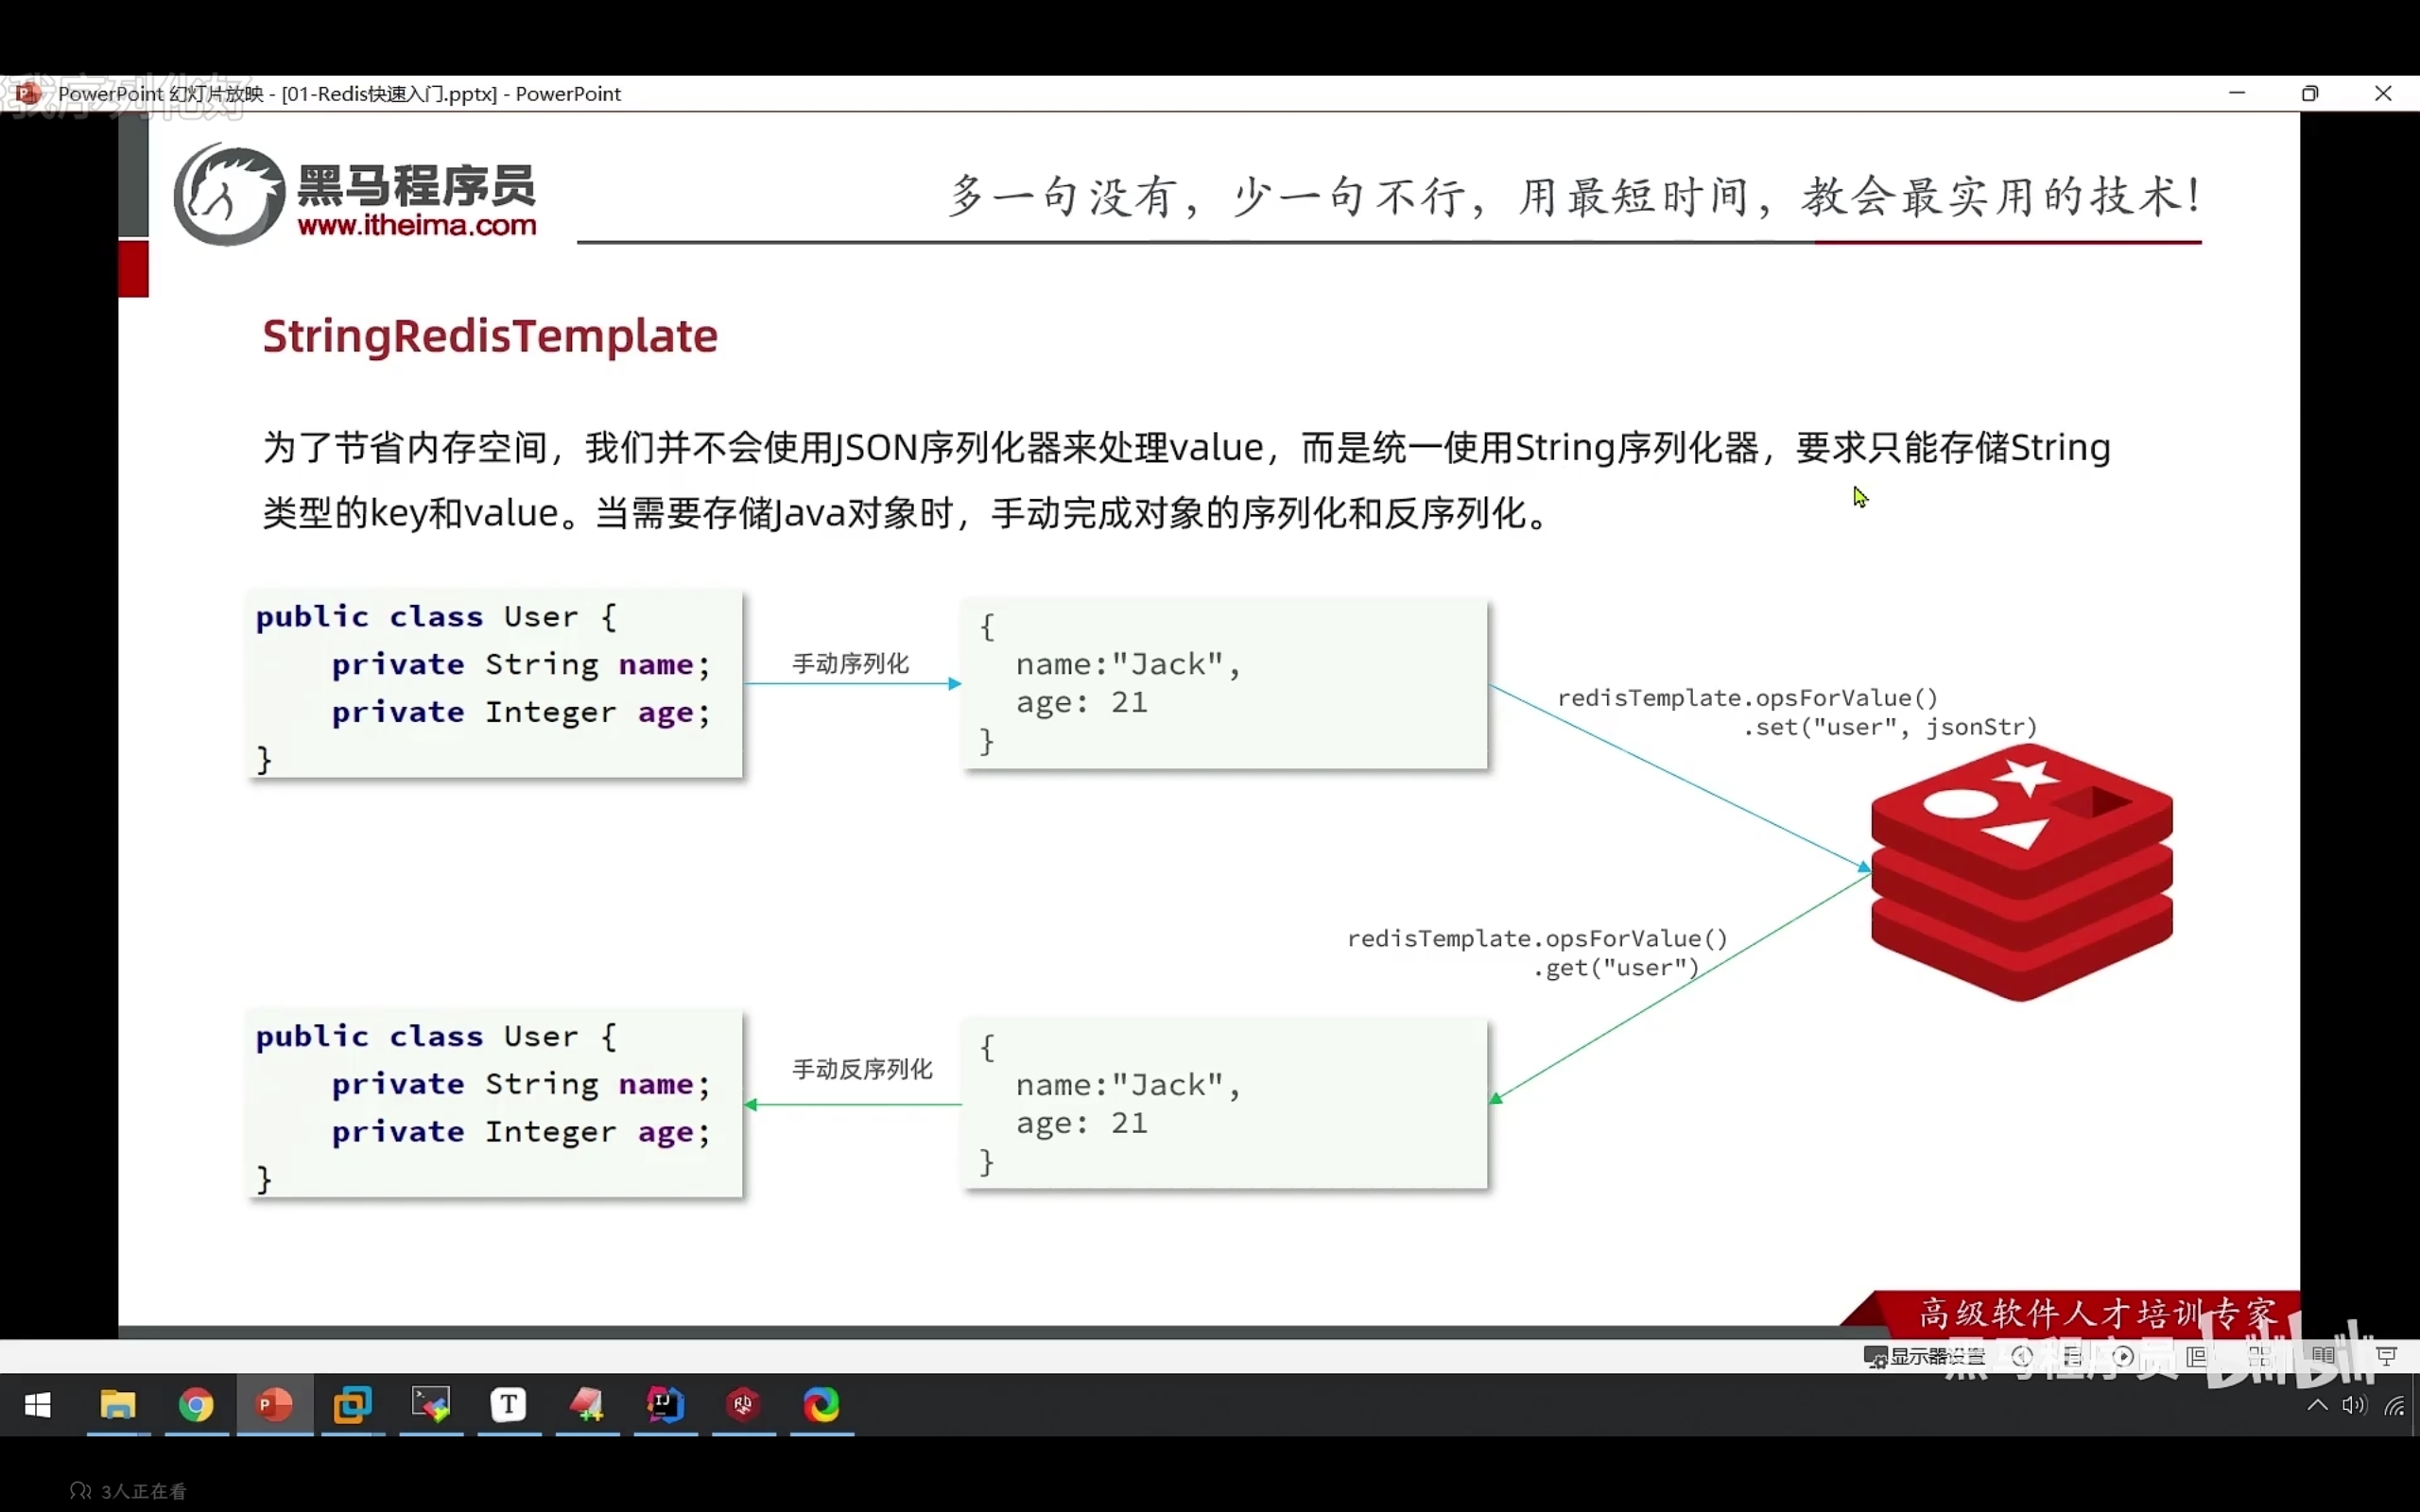 我序列化好
PowerPoint 幻灯片放映 - [01-Redis快速入门.pptx] - PowerPoint
黑马程序员
www.itheima.com
多一句没有，少一句不行，用最短时间，教会最实用的技术！
StringRedisTemplate
为了节省内存空间，我们并不会使用JSON序列化器来处理value，而是统一使用String序列化器，要求只能存储String
类型的key和value。当需要存储Java对象时，手动完成对象的序列化和反序列化。
public class User {
    private String name;
    private Integer age;
}
手动序列化
{
  name:"Jack",
  age: 21
}
redisTemplate.opsForValue()
.set("user", jsonStr)
redisTemplate.opsForValue()
.get("user")
public class User {
    private String name;
    private Integer age;
}
手动反序列化
{
  name:"Jack",
  age: 21
}
高级软件人才培训专家
显示器设置
黑马程序员 bilibili
3人正在看